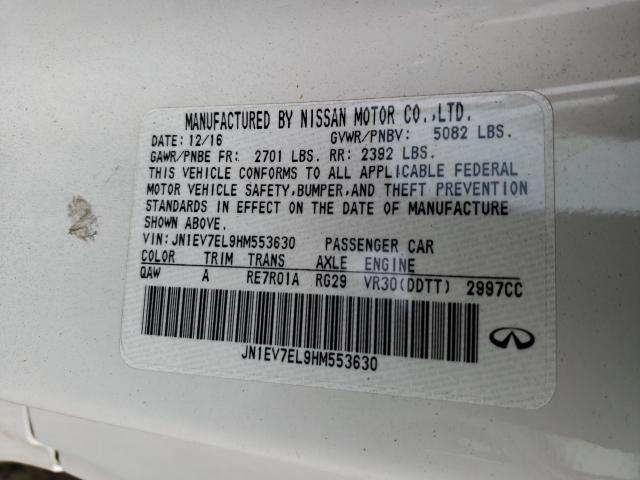 MANUFACTURED BY NISSAN MOTOR CO.,LTD.
DATE: 12/16 GVWR/PNBV: 5082 LBS.
GAWR/PNBE FR: 2701 LBS. RR: 2392 LBS.
THIS VEHICLE CONFORMS TO ALL APPLICABLE FEDERAL
MOTOR VEHICLE SAFETY,BUMPER,AND THEFT PREVENTION
STANDARDS IN EFFECT ON THE DATE OF MANUFACTURE
SHOWN ABOVE.
VIN: JN1EV7EL9HM553630 PASSENGER CAR
COLOR TRIM TRANS AXLE ENGINE
QAW A RE7R01A RG29 VR30(DDTT) 2997CC
JN1EV7EL9HM553630